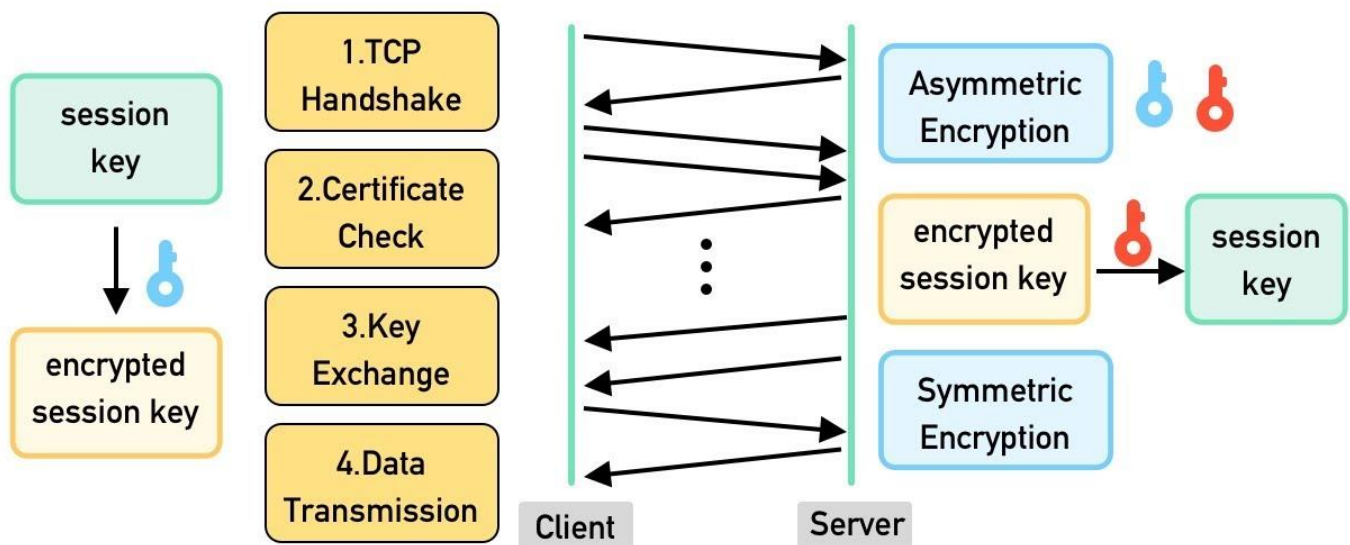 session
key
encrypted
session key
1.TCP
Handshake
2.Certificate
Check
3.Key
Exchange
4.Data
Transmission
Client
Server
Asymmetric
Encryption
encrypted
session key
session
key
Symmetric
Encryption